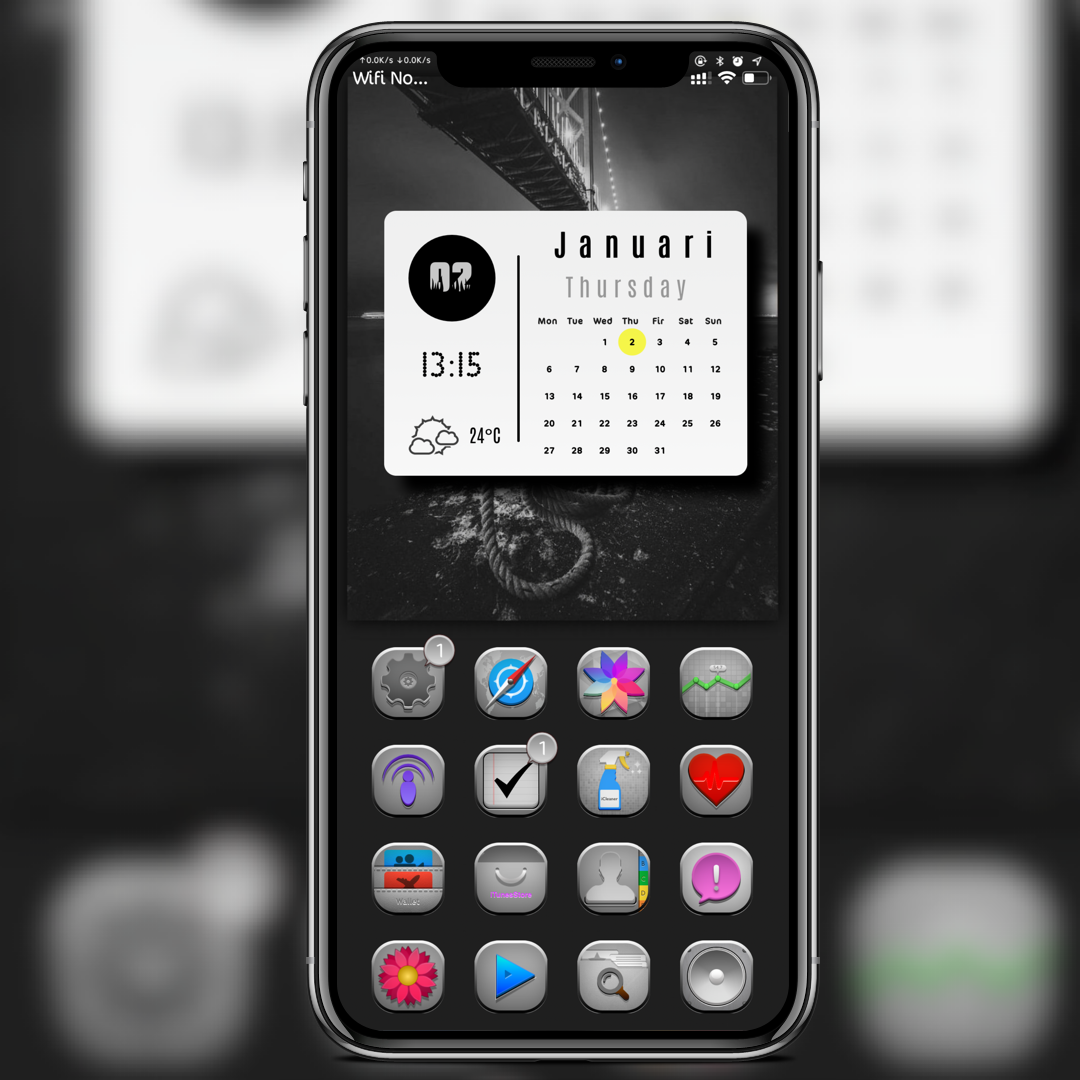 ↑0.0K/s ↓0.0K/s
Wifi No...
02
Januari
Thursday
13:15
24°C
Mon Tue Wed Thu Fir Sat Sun
1 2 3 4 5
6 7 8 9 10 11 12
13 14 15 16 17 18 19
20 21 22 23 24 25 26
27 28 29 30 31
1
1
Wallet